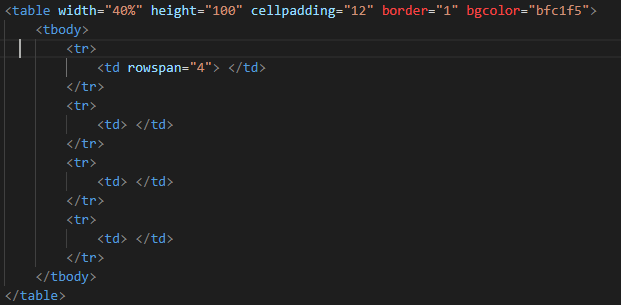 <table width="40%" height="100" cellpadding="12" border="1" bgcolor="bfc1f5">
    <tbody>
        <tr>
            <td rowspan="4"> </td>
        </tr>
        <tr>
            <td> </td>
        </tr>
        <tr>
            <td> </td>
        </tr>
        <tr>
            <td> </td>
        </tr>
    </tbody>
</table>